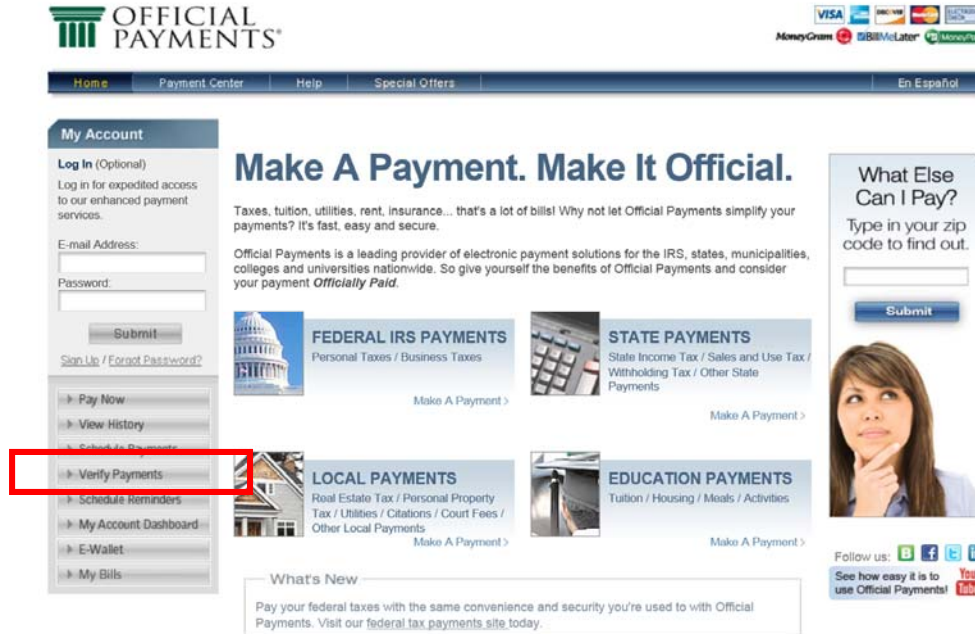 OFFICIAL
PAYMENTS®
VISA DISCOVER MasterCard
MoneyGram BillMeLater
Home Payment Center Help Special Offers En Español
My Account
Log In (Optional)
Log in for expedited access
to our enhanced payment
services.
E-mail Address:
Password:
Submit
Sign Up / Forgot Password?
Pay Now
View History
Schedule Payments
Verify Payments
Schedule Reminders
My Account Dashboard
E-Wallet
My Bills
Make A Payment. Make It Official.
Taxes, tuition, utilities, rent, insurance... that's a lot of bills! Why not let Official Payments simplify your
payments? It's fast, easy and secure.
Official Payments is a leading provider of electronic payment solutions for the IRS, states, municipalities,
colleges and universities nationwide. So give yourself the benefits of Official Payments and consider
your payment Officially Paid.
FEDERAL IRS PAYMENTS
Personal Taxes / Business Taxes
Make A Payment >
STATE PAYMENTS
State Income Tax / Sales and Use Tax /
Withholding Tax / Other State
Payments
Make A Payment >
LOCAL PAYMENTS
Real Estate Tax / Personal Property
Tax / Utilities / Citations / Court Fees /
Other Local Payments
Make A Payment >
EDUCATION PAYMENTS
Tuition / Housing / Meals / Activities
Make A Payment >
What's New
Pay your federal taxes with the same convenience and security you're used to with Official
Payments. Visit our federal tax payments site today.
What Else
Can I Pay?
Type in your zip
code to find out.
Submit
Follow us:
See how easy it is to
use Official Payments!
You
Tube